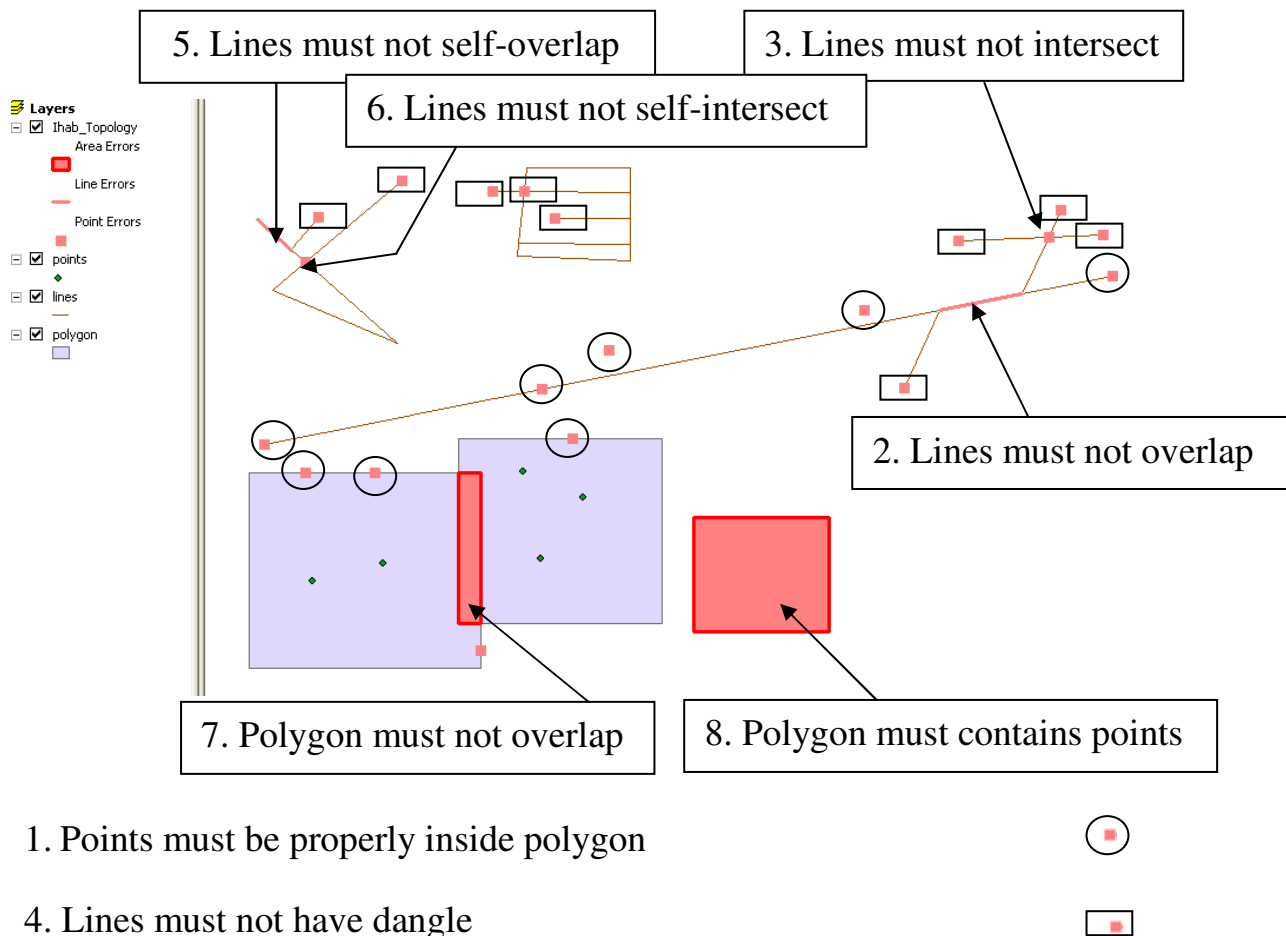 5. Lines must not self-overlap
3. Lines must not intersect
6. Lines must not self-intersect
Layers
Ihab_Topology
Area Errors
Line Errors
Point Errors
points
lines
polygon
2. Lines must not overlap
7. Polygon must not overlap
8. Polygon must contains points
1. Points must be properly inside polygon
4. Lines must not have dangle